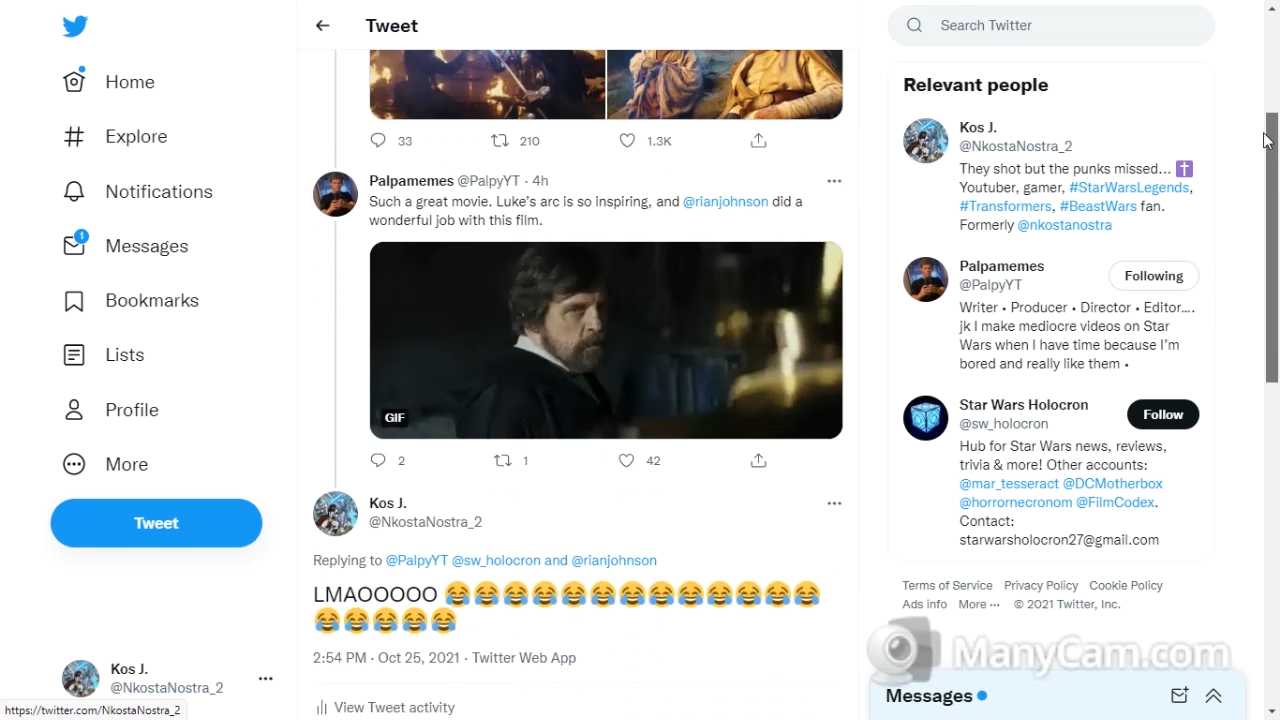 Home
Explore
Notifications
1
Messages
Bookmarks
Lists
Profile
More
Tweet
Kos J.
@NkostaNostra_2
https://twitter.com/NkostaNostra_2
Tweet
33 210 1.3K
Palpamemes @PalpyYT · 4h
Such a great movie. Luke's arc is so inspiring, and @rianjohnson did a
wonderful job with this film.
GIF
2 1 42
Kos J.
@NkostaNostra_2
Replying to @PalpyYT @sw_holocron and @rianjohnson
LMAOOOOO 😂😂😂😂😂😂😂😂😂😂😂😂😂
😂😂😂😂😂
2:54 PM · Oct 25, 2021 · Twitter Web App
View Tweet activity
Search Twitter
Relevant people
Kos J.
@NkostaNostra_2
They shot but the punks missed... ✝️
Youtuber, gamer, #StarWarsLegends,
#Transformers, #BeastWars fan.
Formerly @nkostanostra
Palpamemes
@PalpyYT
Following
Writer • Producer • Director • Editor....
jk I make mediocre videos on Star
Wars when I have time because I'm
bored and really like them •
Star Wars Holocron
@sw_holocron
Follow
Hub for Star Wars news, reviews,
trivia & more! Other accounts:
@mar_tesseract @DCMotherbox
@horrornecronom @FilmCodex.
Contact:
starwarsholocron27@gmail.com
Terms of Service Privacy Policy Cookie Policy
Ads info More ··· © 2021 Twitter, Inc.
ManyCam.com
Messages